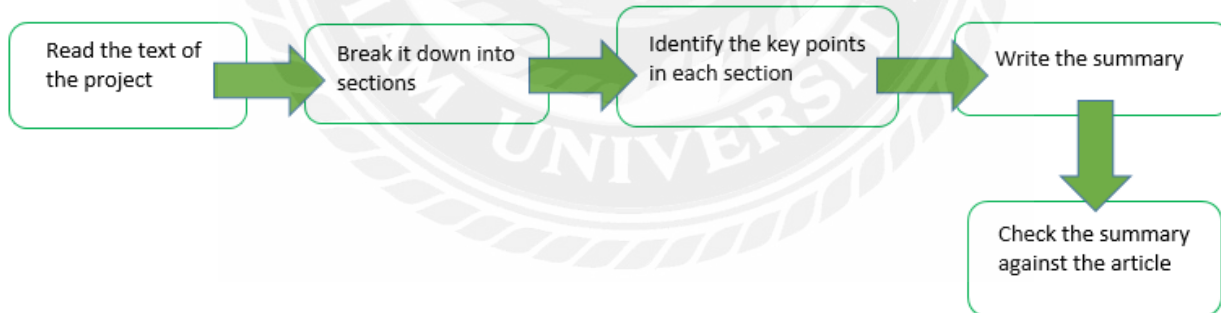 Read the text of
the project
Break it down into
sections
Identify the key points
in each section
Write the summary
Check the summary
against the article
UNIVERSITY